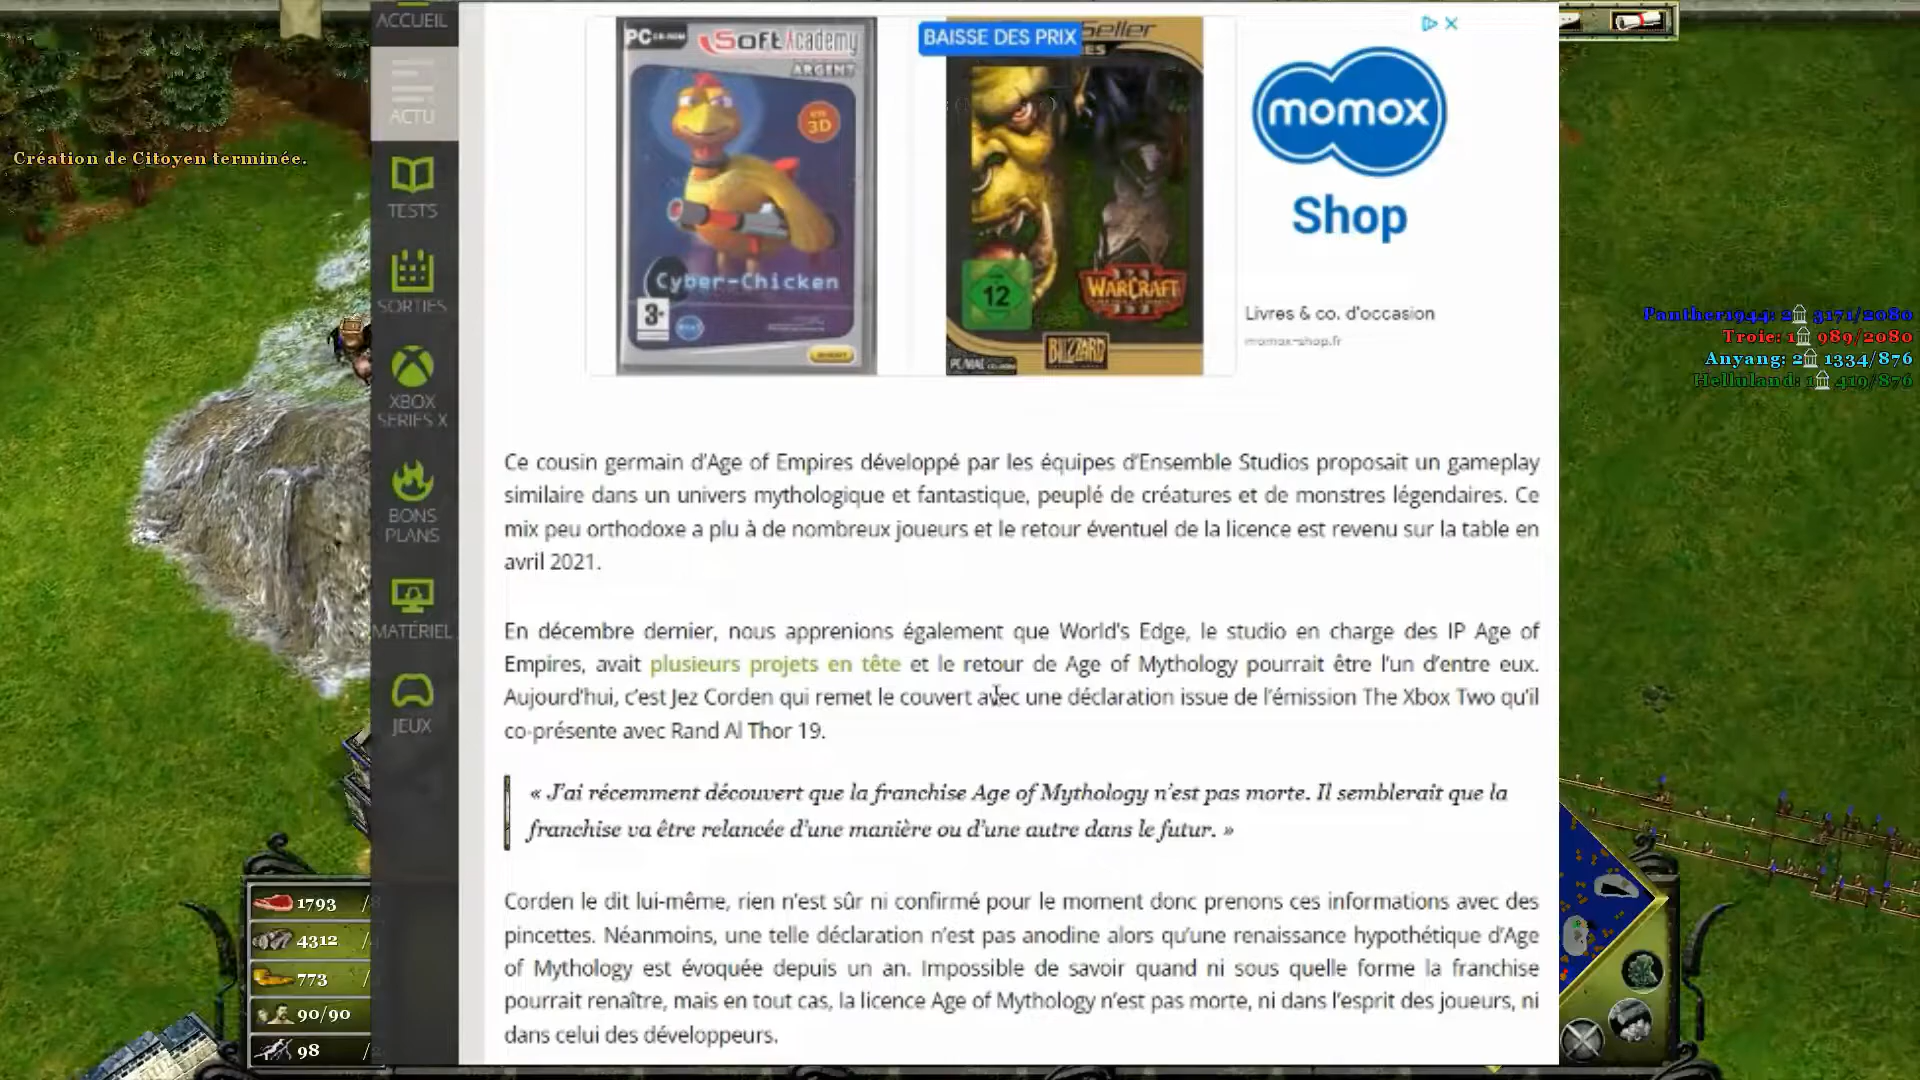 ACCUEIL
ACTU
TESTS
SORTIES
XBOX
SERIES X
BONS
PLANS
MATÉRIEL
JEUX
Création de Citoyen terminée.
PC CD-ROM
Soft Academy
ARGENT
3D
Cyber-Chicken
3+
BAISSE DES PRIX
Seller
12
WARCRAFT
III
BLIZZARD
momox
Shop
Livres & co. d'occasion
momox-shop.fr
Panther1944: 2 3171/2080
Troie: 1 989/2080
Anyang: 2 1334/876
Helluland: 1 419/876
Ce cousin germain d’Age of Empires développé par les équipes d’Ensemble Studios proposait un gameplay
similaire dans un univers mythologique et fantastique, peuplé de créatures et de monstres légendaires. Ce
mix peu orthodoxe a plu à de nombreux joueurs et le retour éventuel de la licence est revenu sur la table en
avril 2021.
En décembre dernier, nous apprenions également que World’s Edge, le studio en charge des IP Age of
Empires, avait plusieurs projets en tête et le retour de Age of Mythology pourrait être l’un d’entre eux.
Aujourd’hui, c’est Jez Corden qui remet le couvert avec une déclaration issue de l’émission The Xbox Two qu’il
co-présente avec Rand Al Thor 19.
« J’ai récemment découvert que la franchise Age of Mythology n’est pas morte. Il semblerait que la
franchise va être relancée d’une manière ou d’une autre dans le futur. »
Corden le dit lui-même, rien n’est sûr ni confirmé pour le moment donc prenons ces informations avec des
pincettes. Néanmoins, une telle déclaration n’est pas anodine alors qu’une renaissance hypothétique d’Age
of Mythology est évoquée depuis un an. Impossible de savoir quand ni sous quelle forme la franchise
pourrait renaître, mais en tout cas, la licence Age of Mythology n’est pas morte, ni dans l’esprit des joueurs, ni
dans celui des développeurs.
1793
4312
773
90/90
98